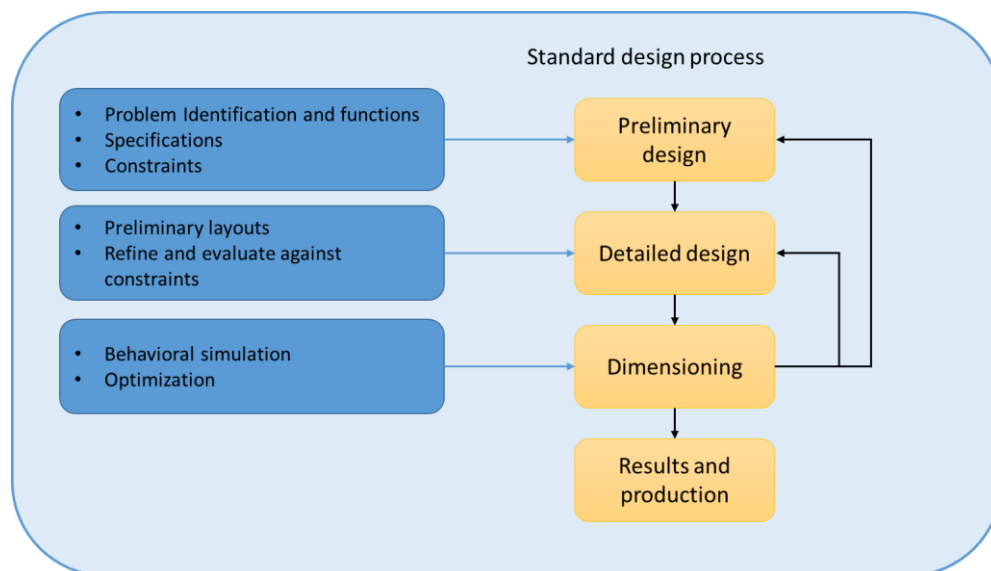 Standard design process
• Problem Identification and functions
• Specifications
• Constraints
Preliminary
design
• Preliminary layouts
• Refine and evaluate against
constraints
Detailed design
• Behavioral simulation
• Optimization
Dimensioning
Results and
production